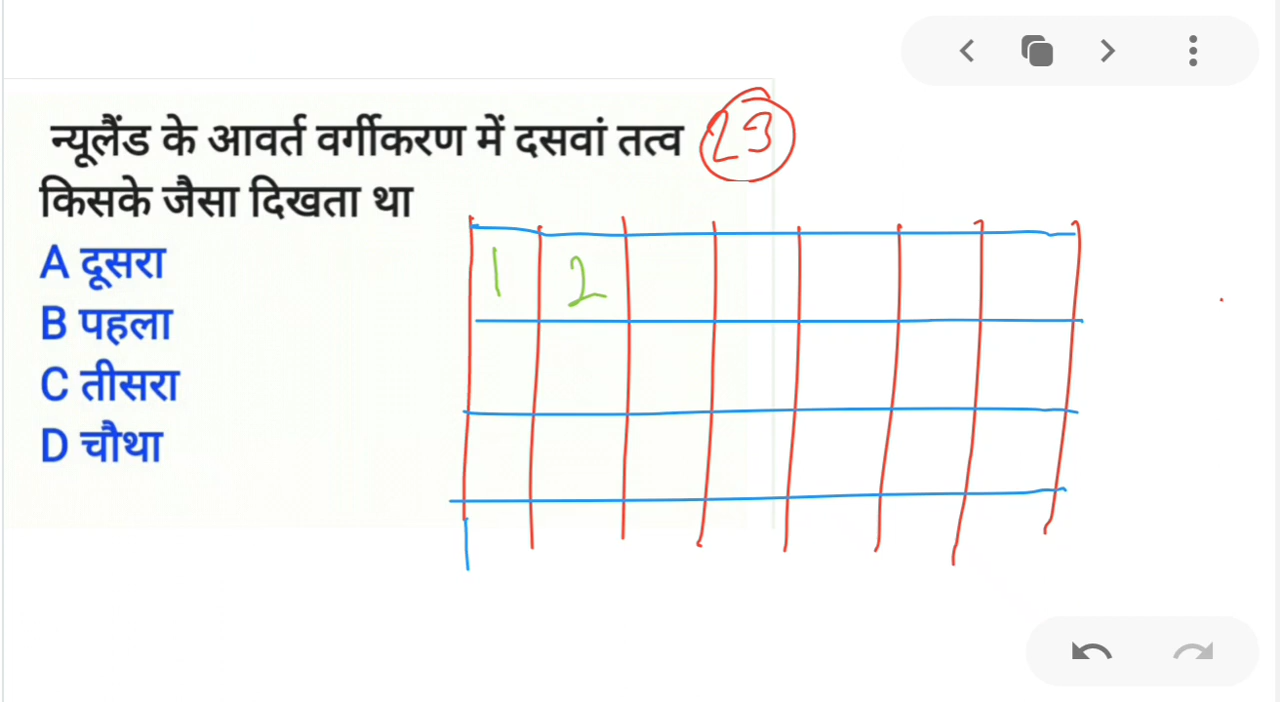 न्यूलैंड के आवर्त वर्गीकरण में दसवां तत्व 23
किसके जैसा दिखता था
A दूसरा
B पहला
C तीसरा
D चौथा
1 2